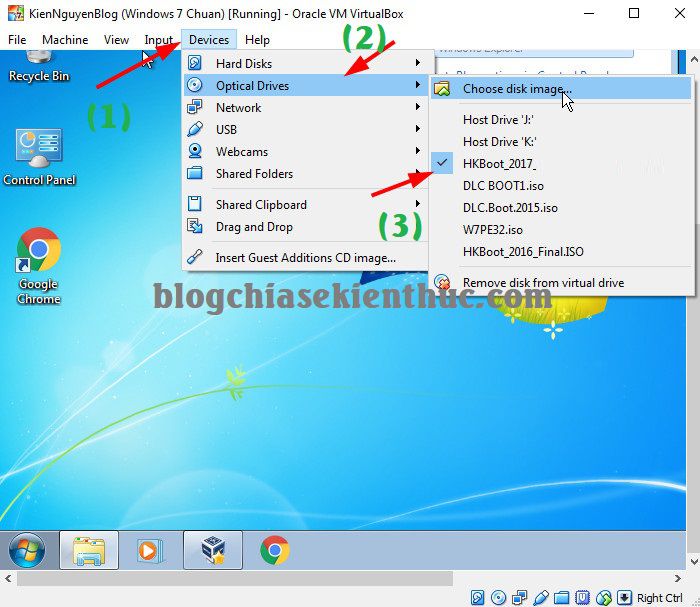 KienNguyenBlog (Windows 7 Chuan) [Running] - Oracle VM VirtualBox
File Machine View Input Devices Help
(2)
Recycle Bin
(1)
Control Panel
Google
Chrome
Hard Disks
Optical Drives
Network
USB
Webcams
Shared Folders
Shared Clipboard
Drag and Drop
Insert Guest Additions CD image...
Windows Explorer
Choose disk image...
Host Drive 'J:'
Host Drive 'K:'
HKBoot_2017_
DLC BOOT1.iso
DLC.Boot.2015.iso
W7PE32.iso
HKBoot_2016_Final.ISO
Remove disk from virtual drive
(3)
blogchiasekienthuc.com
Right Ctrl